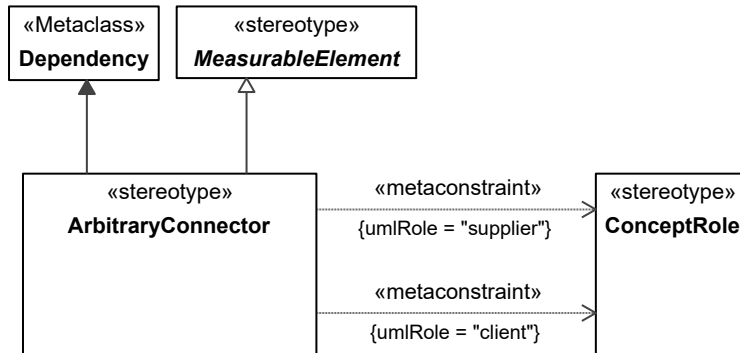 «Metaclass»
Dependency
«stereotype»
MeasurableElement
«stereotype»
ArbitraryConnector
«metaconstraint»
{umlRole = "supplier"}
«metaconstraint»
{umlRole = "client"}
«stereotype»
ConceptRole